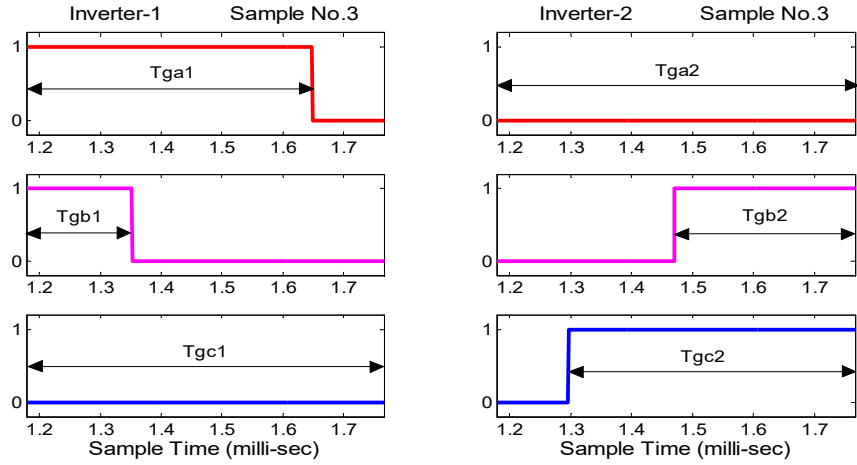 Inverter-1 Sample No.3
1
Tga1
0
1.2 1.3 1.4 1.5 1.6 1.7
1
Tgb1
0
1.2 1.3 1.4 1.5 1.6 1.7
1
Tgc1
0
1.2 1.3 1.4 1.5 1.6 1.7
Sample Time (milli-sec)
Inverter-2 Sample No.3
1
Tga2
0
1.2 1.3 1.4 1.5 1.6 1.7
1
Tgb2
0
1.2 1.3 1.4 1.5 1.6 1.7
1
Tgc2
0
1.2 1.3 1.4 1.5 1.6 1.7
Sample Time (milli-sec)